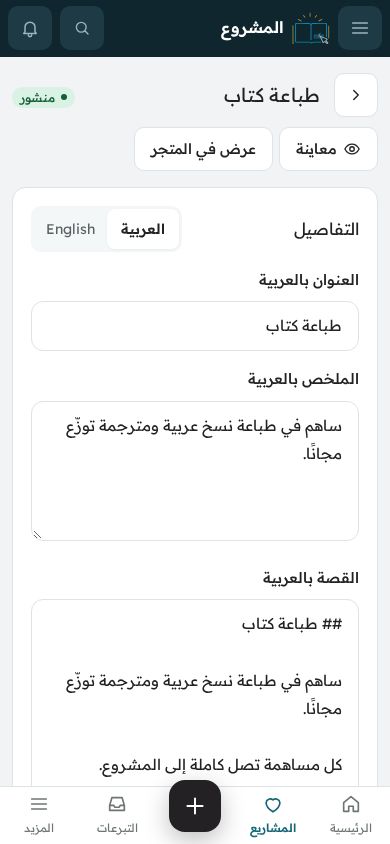 المشروع
طباعة كتاب
منشور
معاينة
عرض في المتجر
التفاصيل
العربية
English
العنوان بالعربية
طباعة كتاب
الملخص بالعربية
ساهم في طباعة نسخ عربية ومترجمة توزّع
مجانًا.
القصة بالعربية
## طباعة كتاب
ساهم في طباعة نسخ عربية ومترجمة توزّع
مجانًا.
كل مساهمة تصل كاملة إلى المشروع.
الرئيسية
المشاريع
التبرعات
المزيد